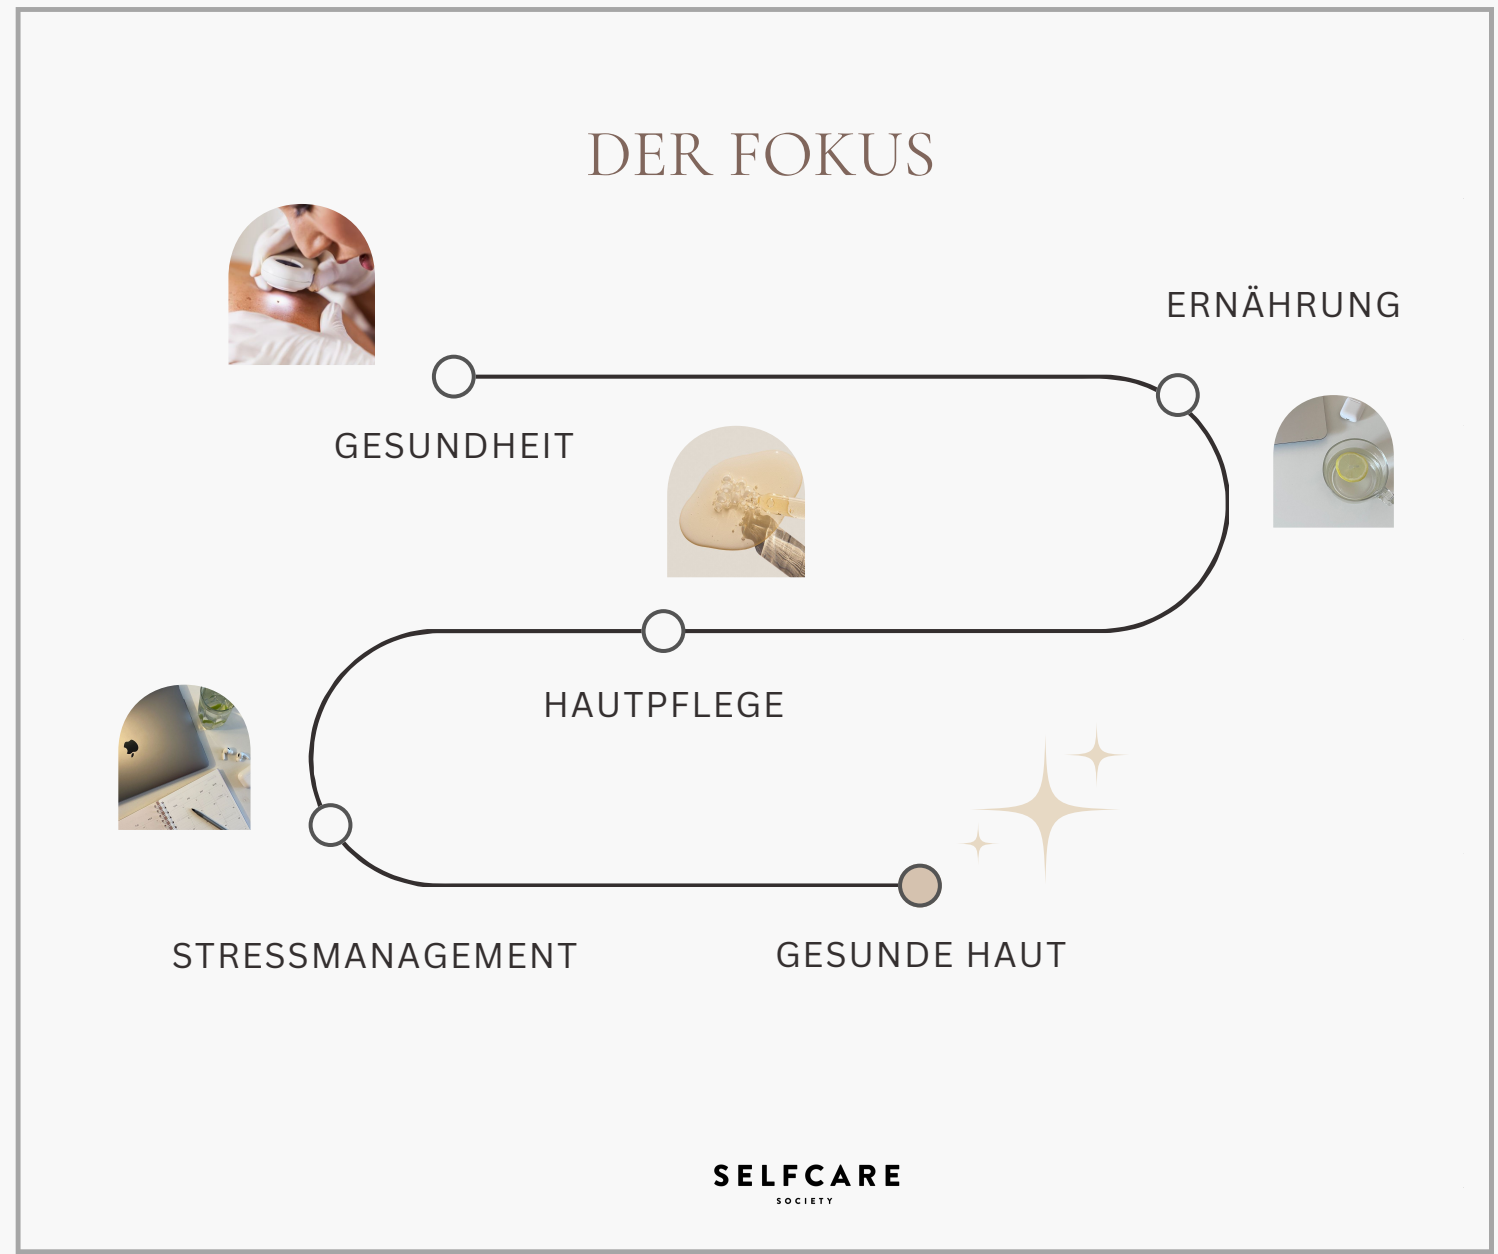 DER FOKUS
ERNÄHRUNG
GESUNDHEIT
HAUTPFLEGE
STRESSMANAGEMENT
GESUNDE HAUT
SELFCARE
SOCIETY